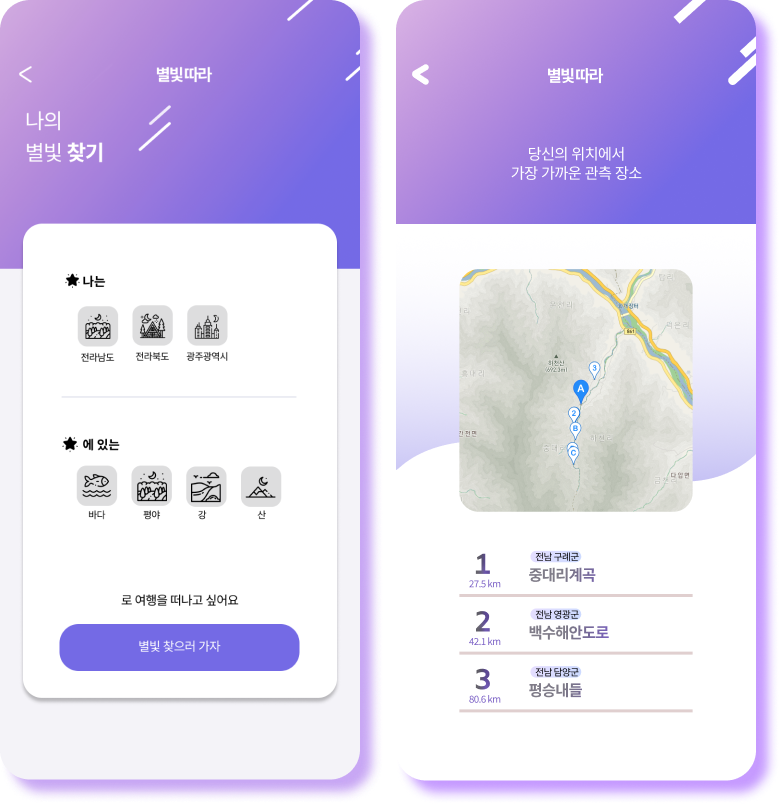 별빛따라
나의
별빛 찾기
나는
전라남도 전라북도 광주광역시
에 있는
바다 평야 강 산
로 여행을 떠나고 싶어요
별빛 찾으러 가자
별빛따라
당신의 위치에서
가장 가까운 관측 장소
861
3
A
2
B
C
1
전남 구례군
중대리계곡
27.5 km
2
전남 영광군
백수해안도로
42.1 km
3
전남 담양군
평승내들
80.6 km